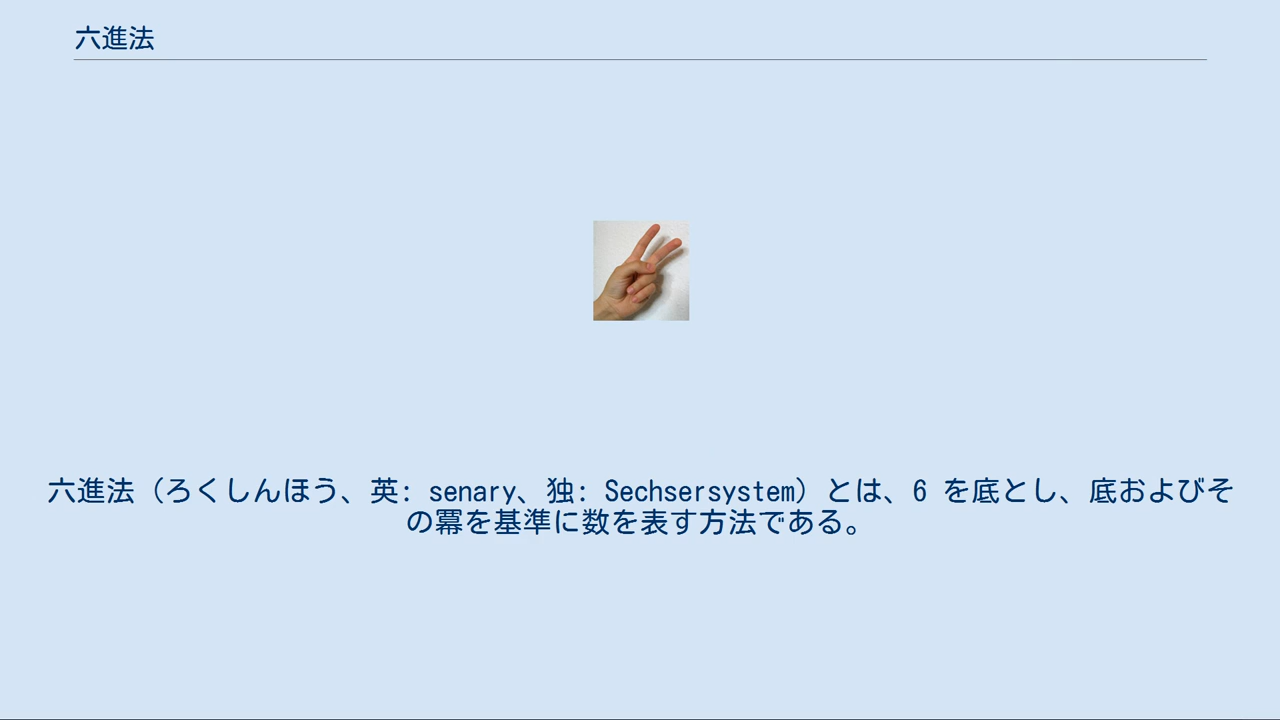 六進法
六進法（ろくしんほう、英: senary、独: Sechsersystem）とは、6 を底とし、底およびそ
の冪を基準に数を表す方法である。